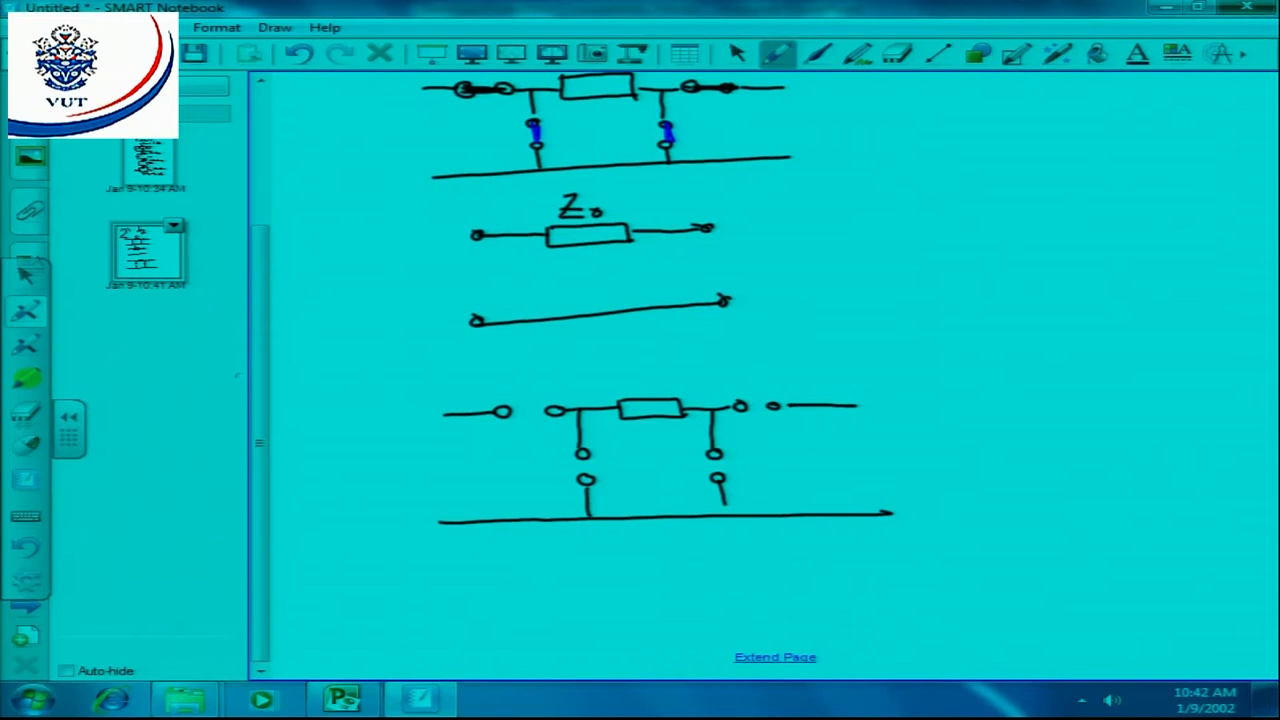 Untitled * - SMART Notebook
Format Draw Help
VUT
Jan 9-10:34 AM
Z₀
Jan 9-10:41 AM
Extend Page
Auto-hide
10:42 AM
1/9/2002